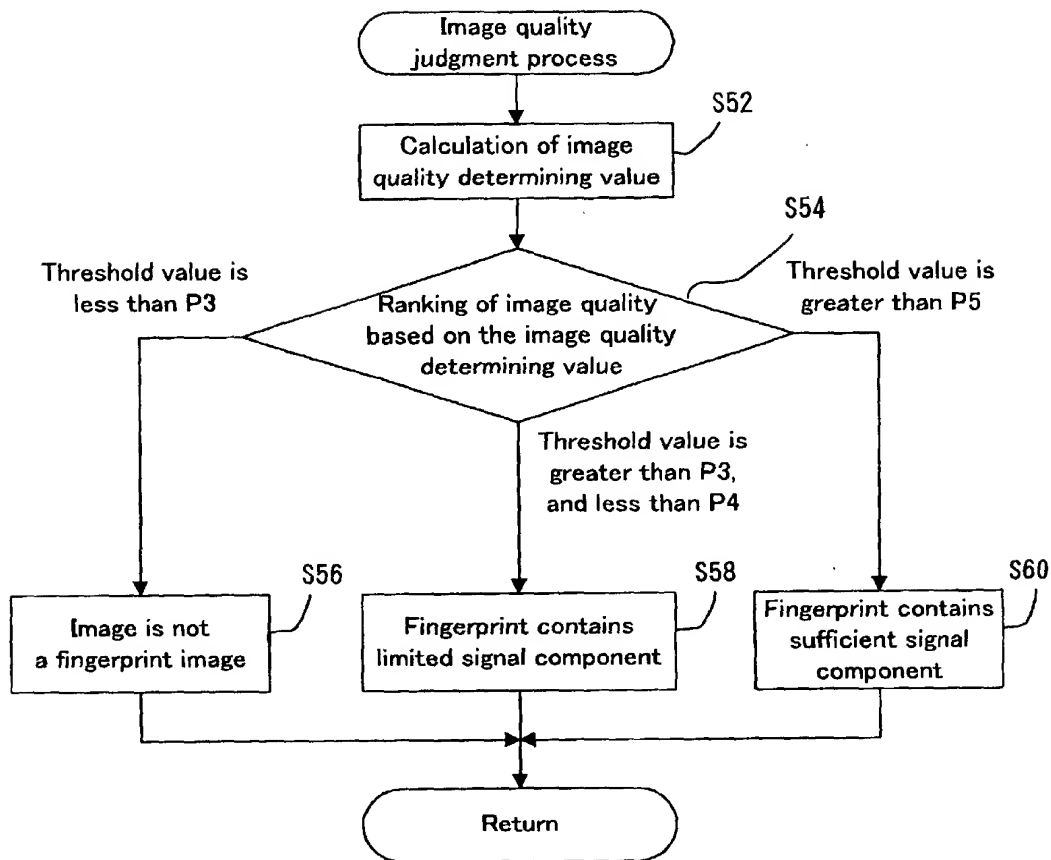 Image quality
judgment process
S52
Calculation of image
quality determining value
S54
Threshold value is
less than P3
Threshold value is
greater than P5
Ranking of image quality
based on the image quality
determining value
Threshold value is
greater than P3,
and less than P4
S56
S58
S60
Image is not
a fingerprint image
Fingerprint contains
limited signal component
Fingerprint contains
sufficient signal
component
Return